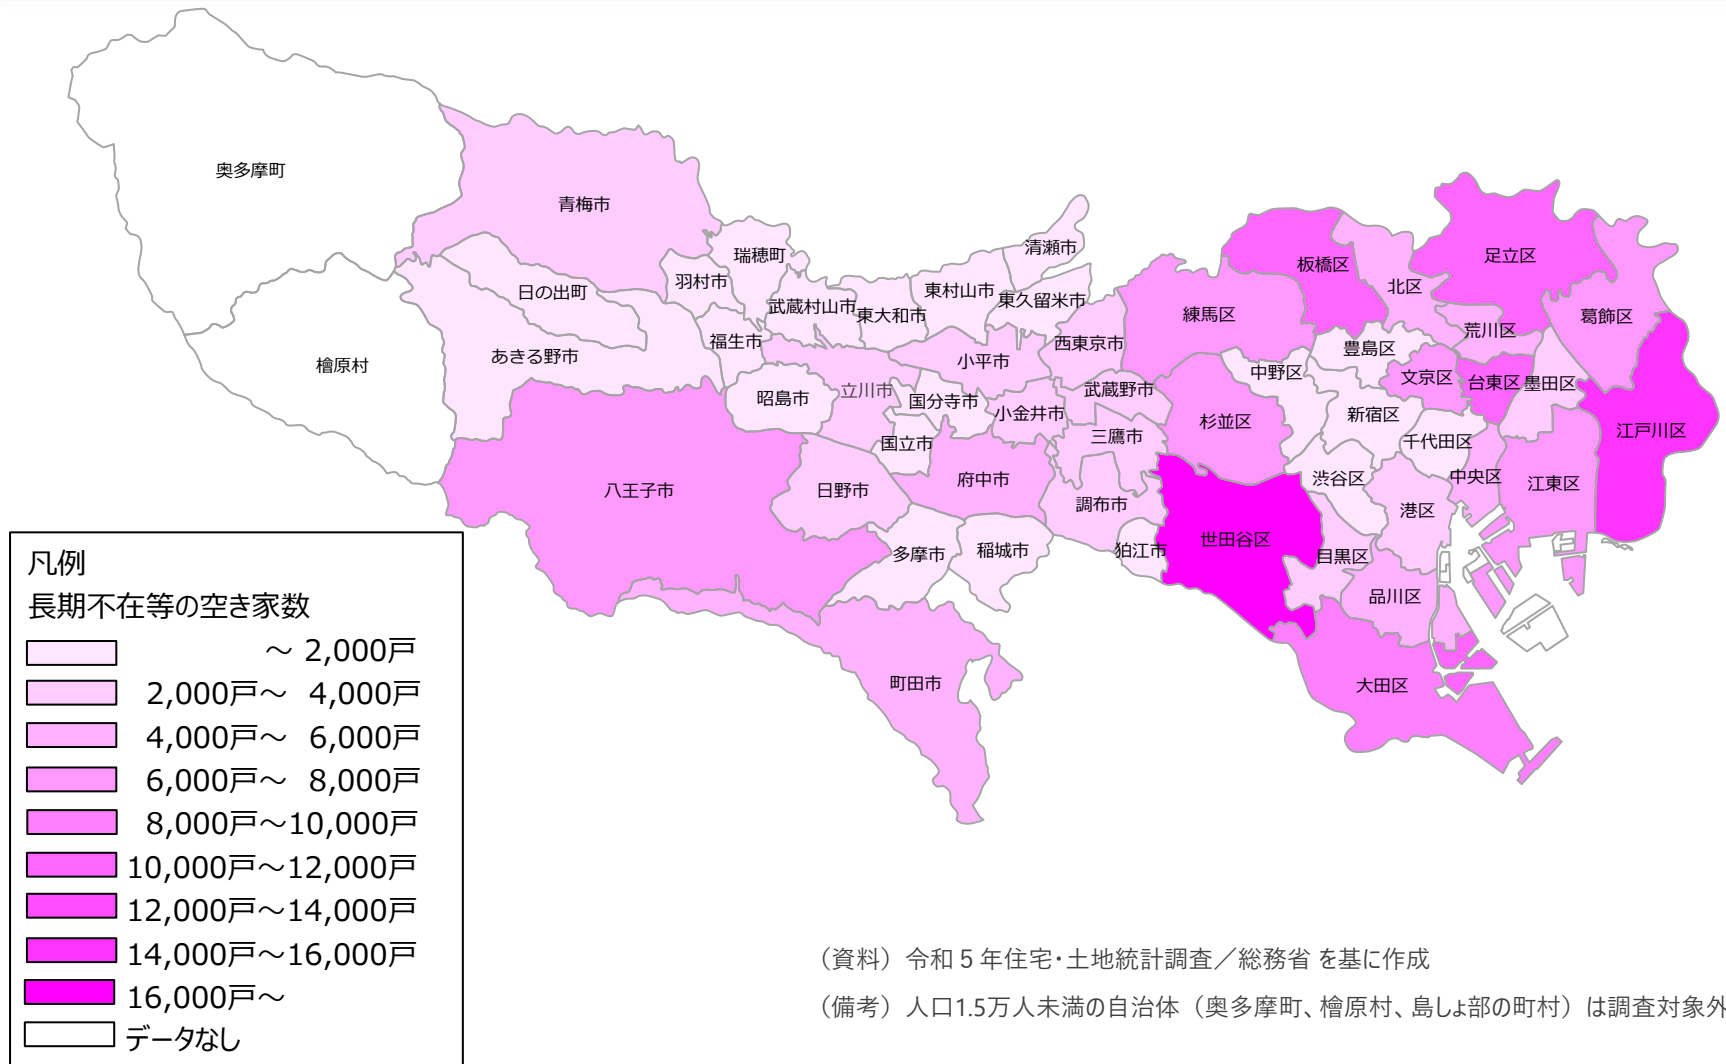 奥多摩町
青梅市
瑞穂町
清瀬市
羽村市
日の出町
武蔵村山市
東大和市
東村山市
東久留米市
福生市
あきる野市
檜原村
西東京市
小平市
昭島市
立川市
国分寺市
小金井市
武蔵野市
国立市
三鷹市
八王子市
日野市
府中市
調布市
多摩市
稲城市
狛江市
町田市
板橋区
北区
足立区
葛飾区
練馬区
荒川区
豊島区
中野区
文京区
台東区
墨田区
杉並区
新宿区
千代田区
江戸川区
渋谷区
中央区
江東区
港区
世田谷区
目黒区
品川区
大田区
凡例
長期不在等の空き家数
～ 2,000戸
2,000戸～ 4,000戸
4,000戸～ 6,000戸
6,000戸～ 8,000戸
8,000戸～10,000戸
10,000戸～12,000戸
12,000戸～14,000戸
14,000戸～16,000戸
16,000戸～
データなし
（資料）令和５年住宅・土地統計調査／総務省 を基に作成
（備考）人口1.5万人未満の自治体（奥多摩町、檜原村、島しょ部の町村）は調査対象外